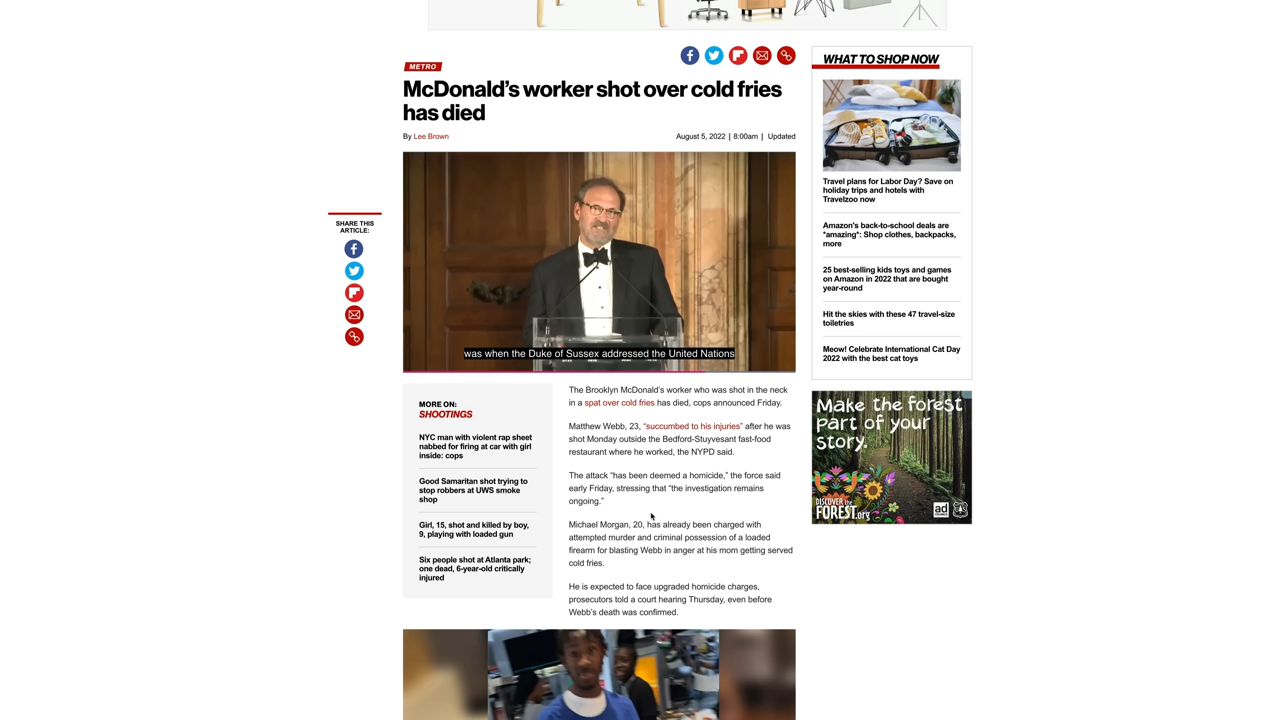 METRO
McDonald's worker shot over cold fries
has died
By Lee Brown
August 5, 2022 | 8:00am | Updated
SHARE THIS
ARTICLE:
was when the Duke of Sussex addressed the United Nations
MORE ON:
SHOOTINGS
NYC man with violent rap sheet
nabbed for firing at car with girl
inside: cops
Good Samaritan shot trying to
stop robbers at UWS smoke
shop
Girl, 15, shot and killed by boy,
9, playing with loaded gun
Six people shot at Atlanta park;
one dead, 6-year-old critically
injured
The Brooklyn McDonald's worker who was shot in the neck
in a spat over cold fries has died, cops announced Friday.
Matthew Webb, 23, “succumbed to his injuries” after he was
shot Monday outside the Bedford-Stuyvesant fast-food
restaurant where he worked, the NYPD said.
The attack “has been deemed a homicide,” the force said
early Friday, stressing that “the investigation remains
ongoing.”
Michael Morgan, 20, has already been charged with
attempted murder and criminal possession of a loaded
firearm for blasting Webb in anger at his mom getting served
cold fries.
He is expected to face upgraded homicide charges,
prosecutors told a court hearing Thursday, even before
Webb's death was confirmed.
WHAT TO SHOP NOW
Travel plans for Labor Day? Save on
holiday trips and hotels with
Travelzoo now
Amazon's back-to-school deals are
*amazing*: Shop clothes, backpacks,
more
25 best-selling kids toys and games
on Amazon in 2022 that are bought
year-round
Hit the skies with these 47 travel-size
toiletries
Meow! Celebrate International Cat Day
2022 with the best cat toys
Make the forest
part of your
story.
DISCOVER the
FOREST.org
ad